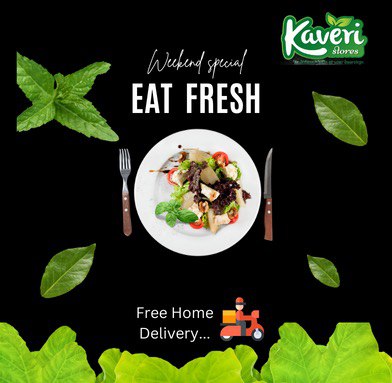 Kaveri
stores
Weekend special
EAT FRESH
Free Home
Delivery...